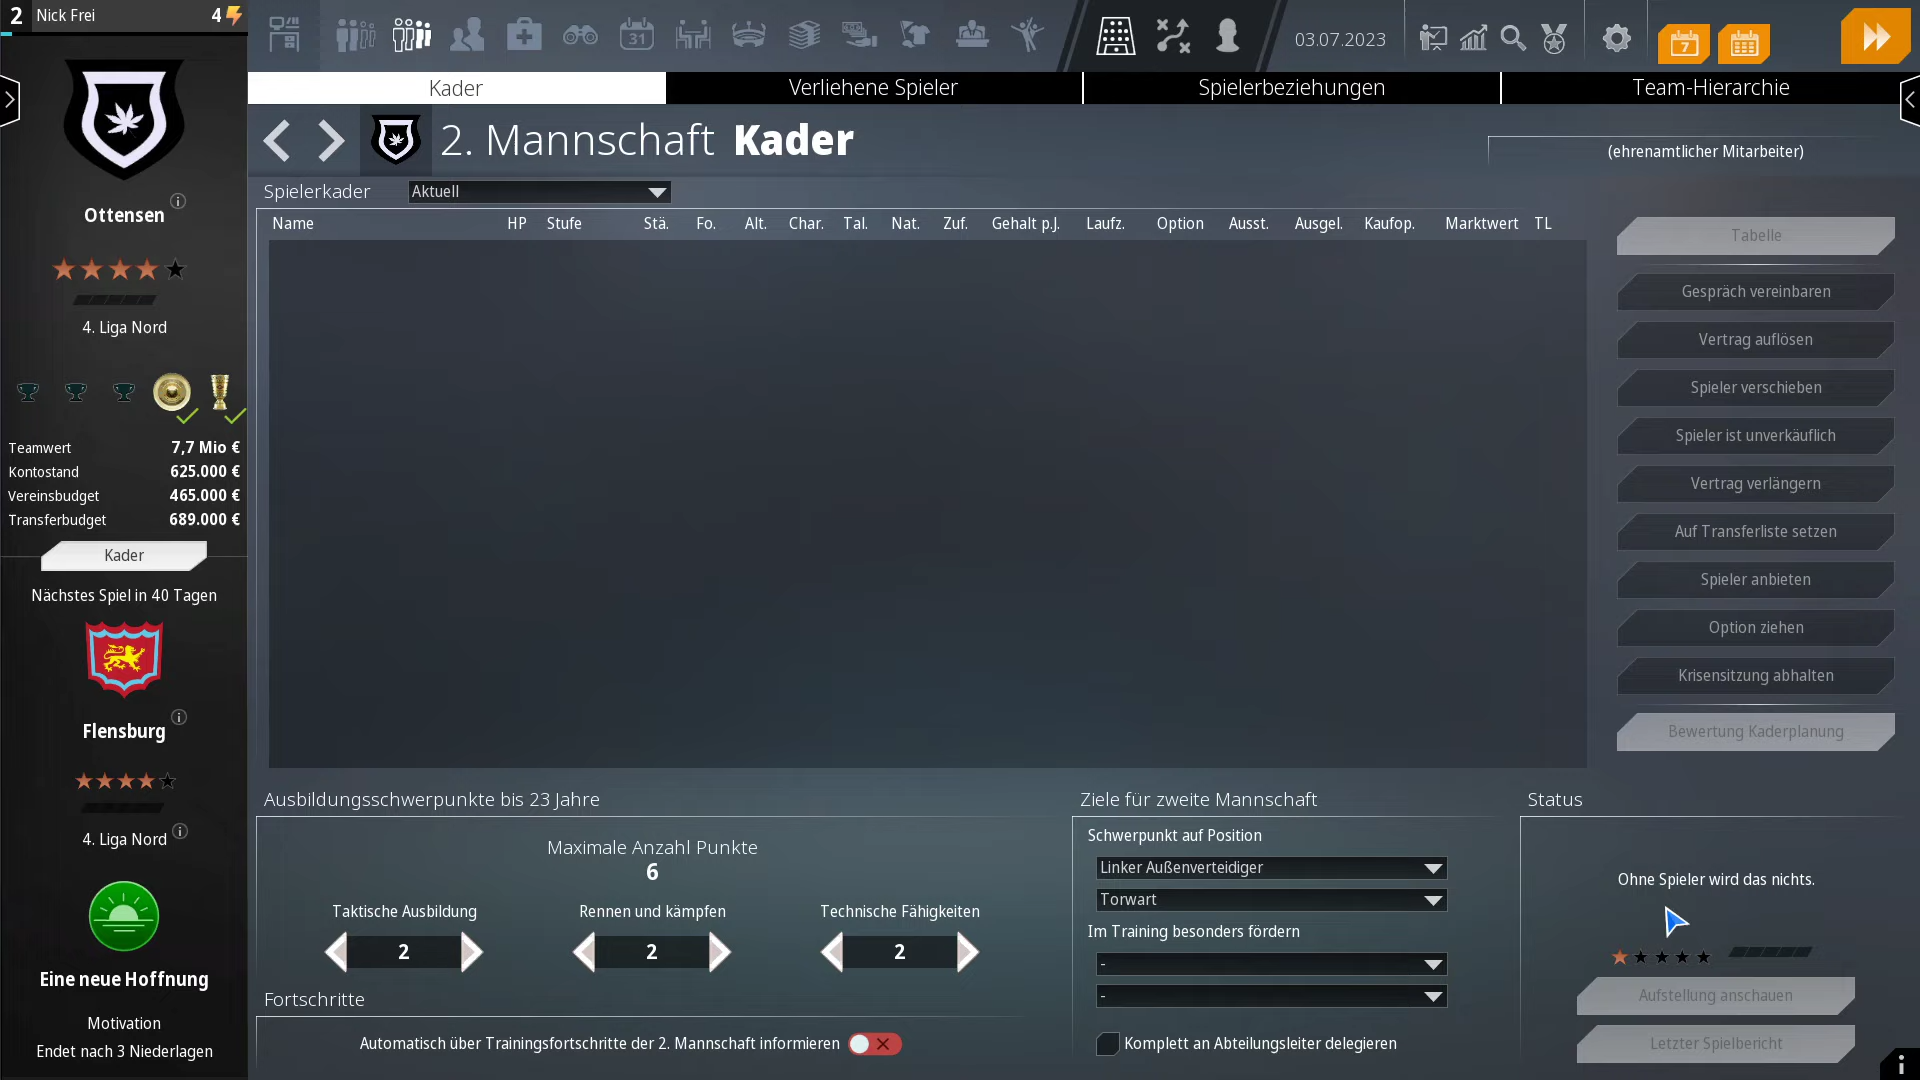 2 Nick Frei 4
31
03.07.2023
7
Kader
Verliehene Spieler
Spielerbeziehungen
Team-Hierarchie
2. Mannschaft Kader
(ehrenamtlicher Mitarbeiter)
Ottensen
4. Liga Nord
Teamwert 7,7 Mio €
Kontostand 625.000 €
Vereinsbudget 465.000 €
Transferbudget 689.000 €
Kader
Nächstes Spiel in 40 Tagen
Flensburg
4. Liga Nord
Eine neue Hoffnung
Motivation
Endet nach 3 Niederlagen
Spielerkader Aktuell
Name HP Stufe Stä. Fo. Alt. Char. Tal. Nat. Zuf. Gehalt p.J. Laufz. Option Ausst. Ausgel. Kaufop. Marktwert TL
Tabelle
Gespräch vereinbaren
Vertrag auflösen
Spieler verschieben
Spieler ist unverkäuflich
Vertrag verlängern
Auf Transferliste setzen
Spieler anbieten
Option ziehen
Krisensitzung abhalten
Bewertung Kaderplanung
Ausbildungsschwerpunkte bis 23 Jahre
Maximale Anzahl Punkte
6
Taktische Ausbildung Rennen und kämpfen Technische Fähigkeiten
2 2 2
Fortschritte
Automatisch über Trainingsfortschritte der 2. Mannschaft informieren
Ziele für zweite Mannschaft
Schwerpunkt auf Position
Linker Außenverteidiger
Torwart
Im Training besonders fördern
-
-
Komplett an Abteilungsleiter delegieren
Status
Ohne Spieler wird das nichts.
Aufstellung anschauen
Letzter Spielbericht